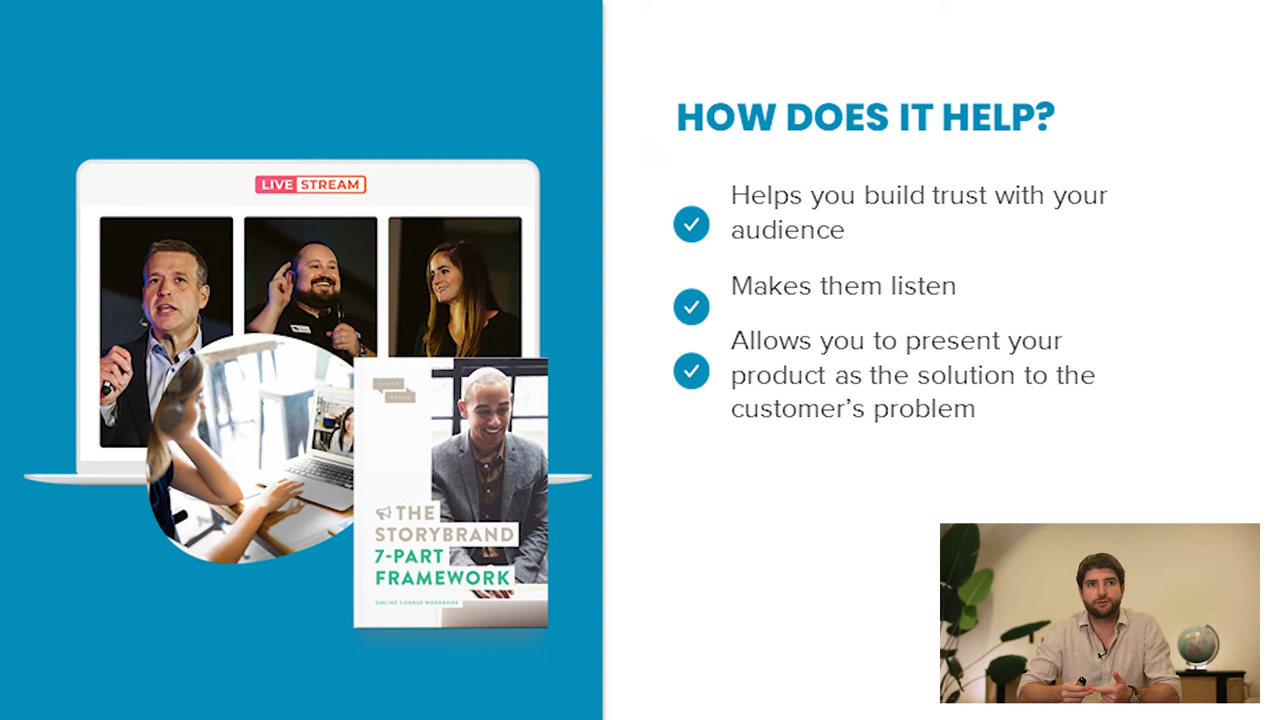 HOW DOES IT HELP?
Helps you build trust with your
audience
Makes them listen
Allows you to present your
product as the solution to the
customer's problem
LIVE STREAM
THE
STORYBRAND
7-PART
FRAMEWORK
ONLINE COURSE WORKBOOK